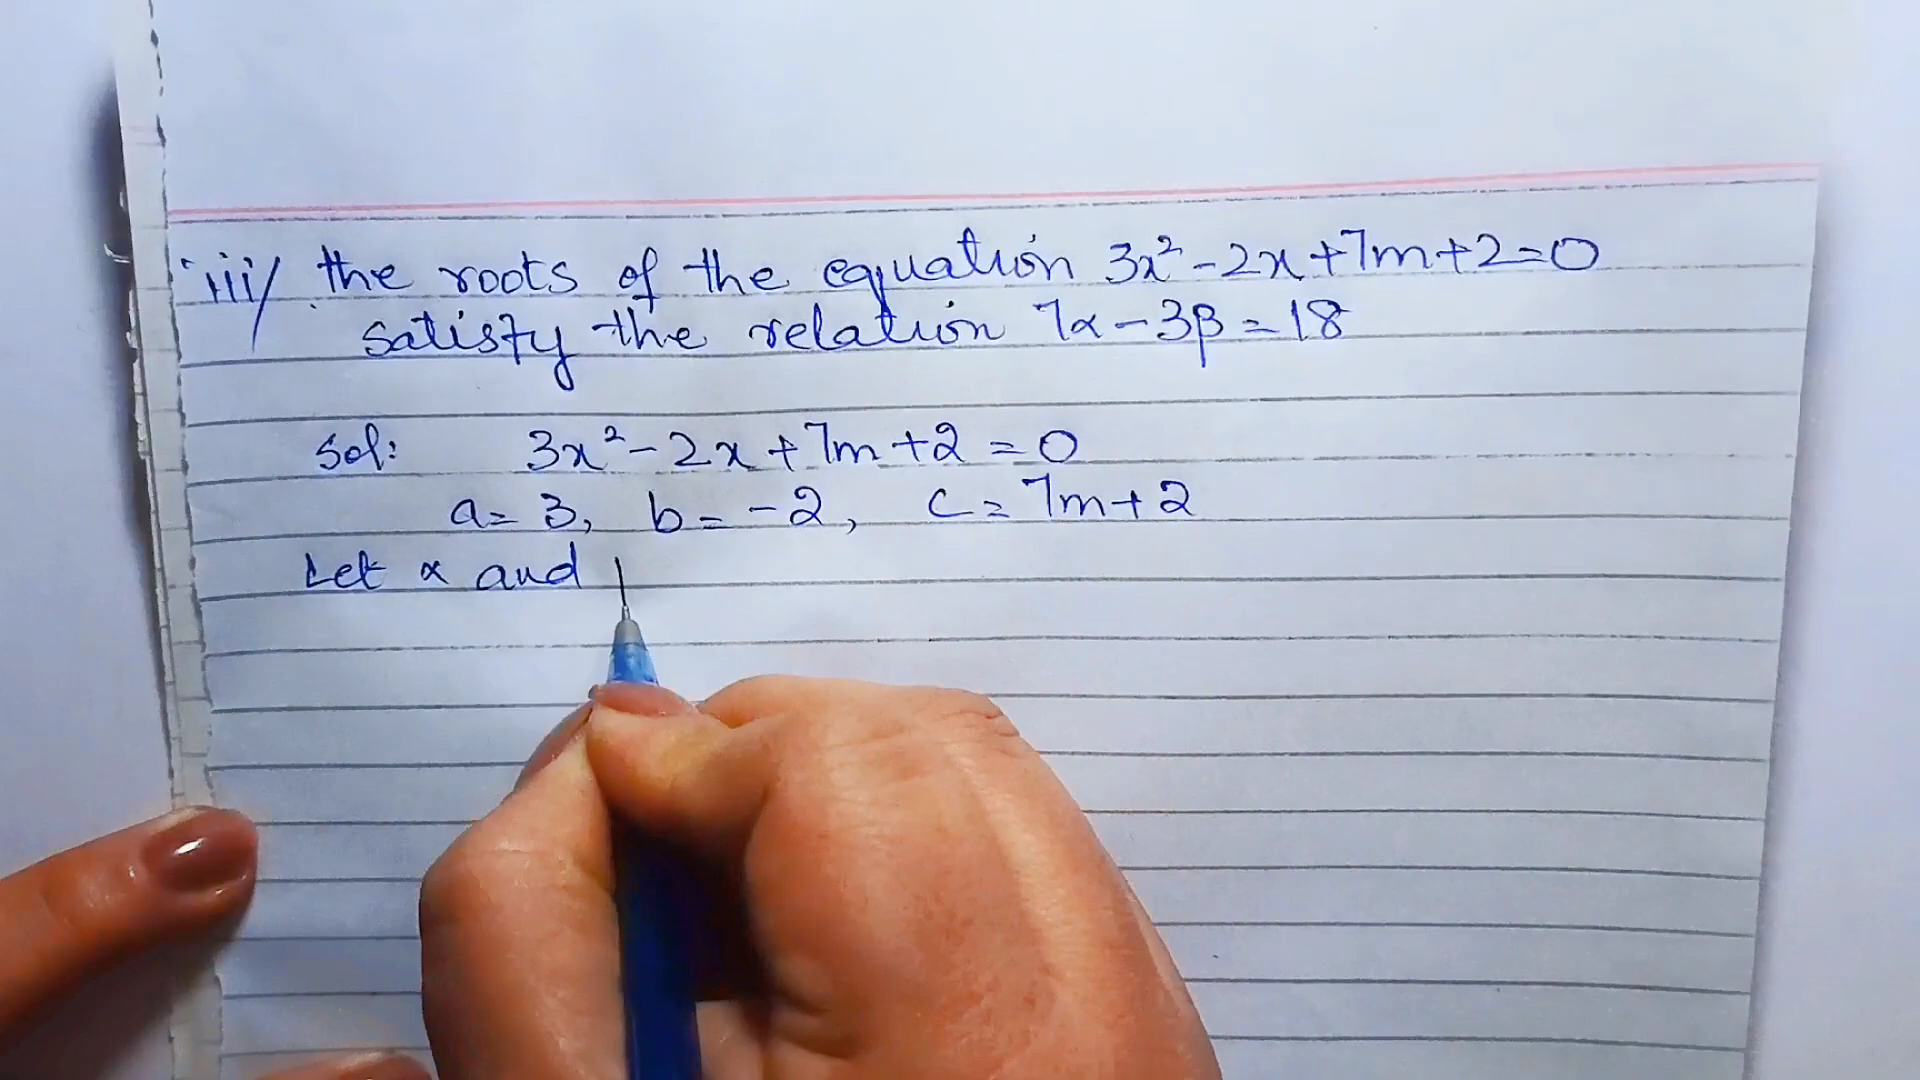 iii/ the roots of the equation 3x²-2x+7m+2=0
satisfy the relation 7α-3β=18
Sol: 3x²-2x+7m+2=0
a=3, b=-2, c=7m+2
Let α and